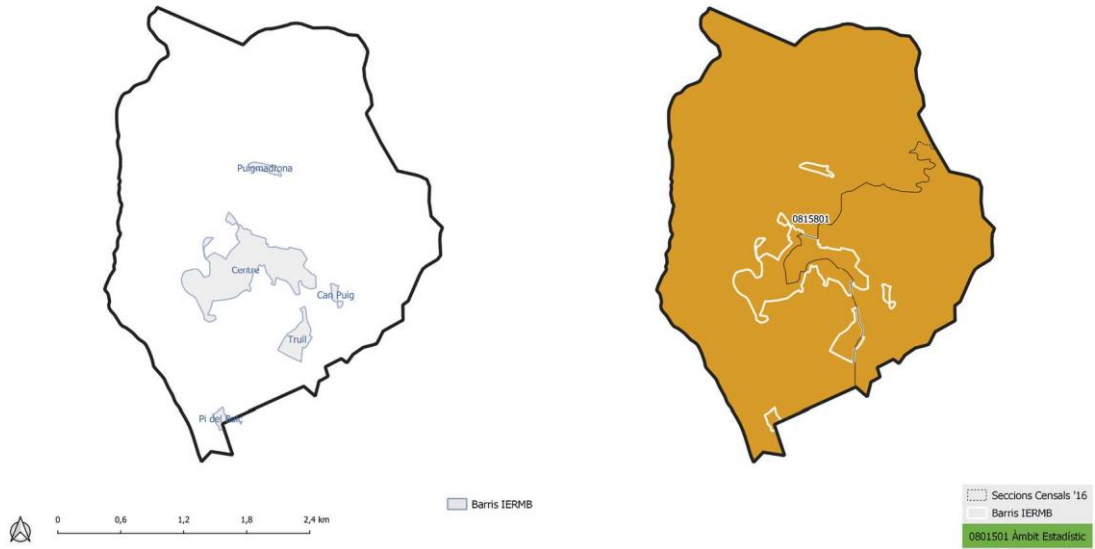 Puigmadrona
Centre
Can Puig
Trull
Pi del Balç
0815801
0
0,6
1,2
1,8
2,4 km
Barris IERMB
Seccions Censals '16
Barris IERMB
0801501 Àmbit Estadístic